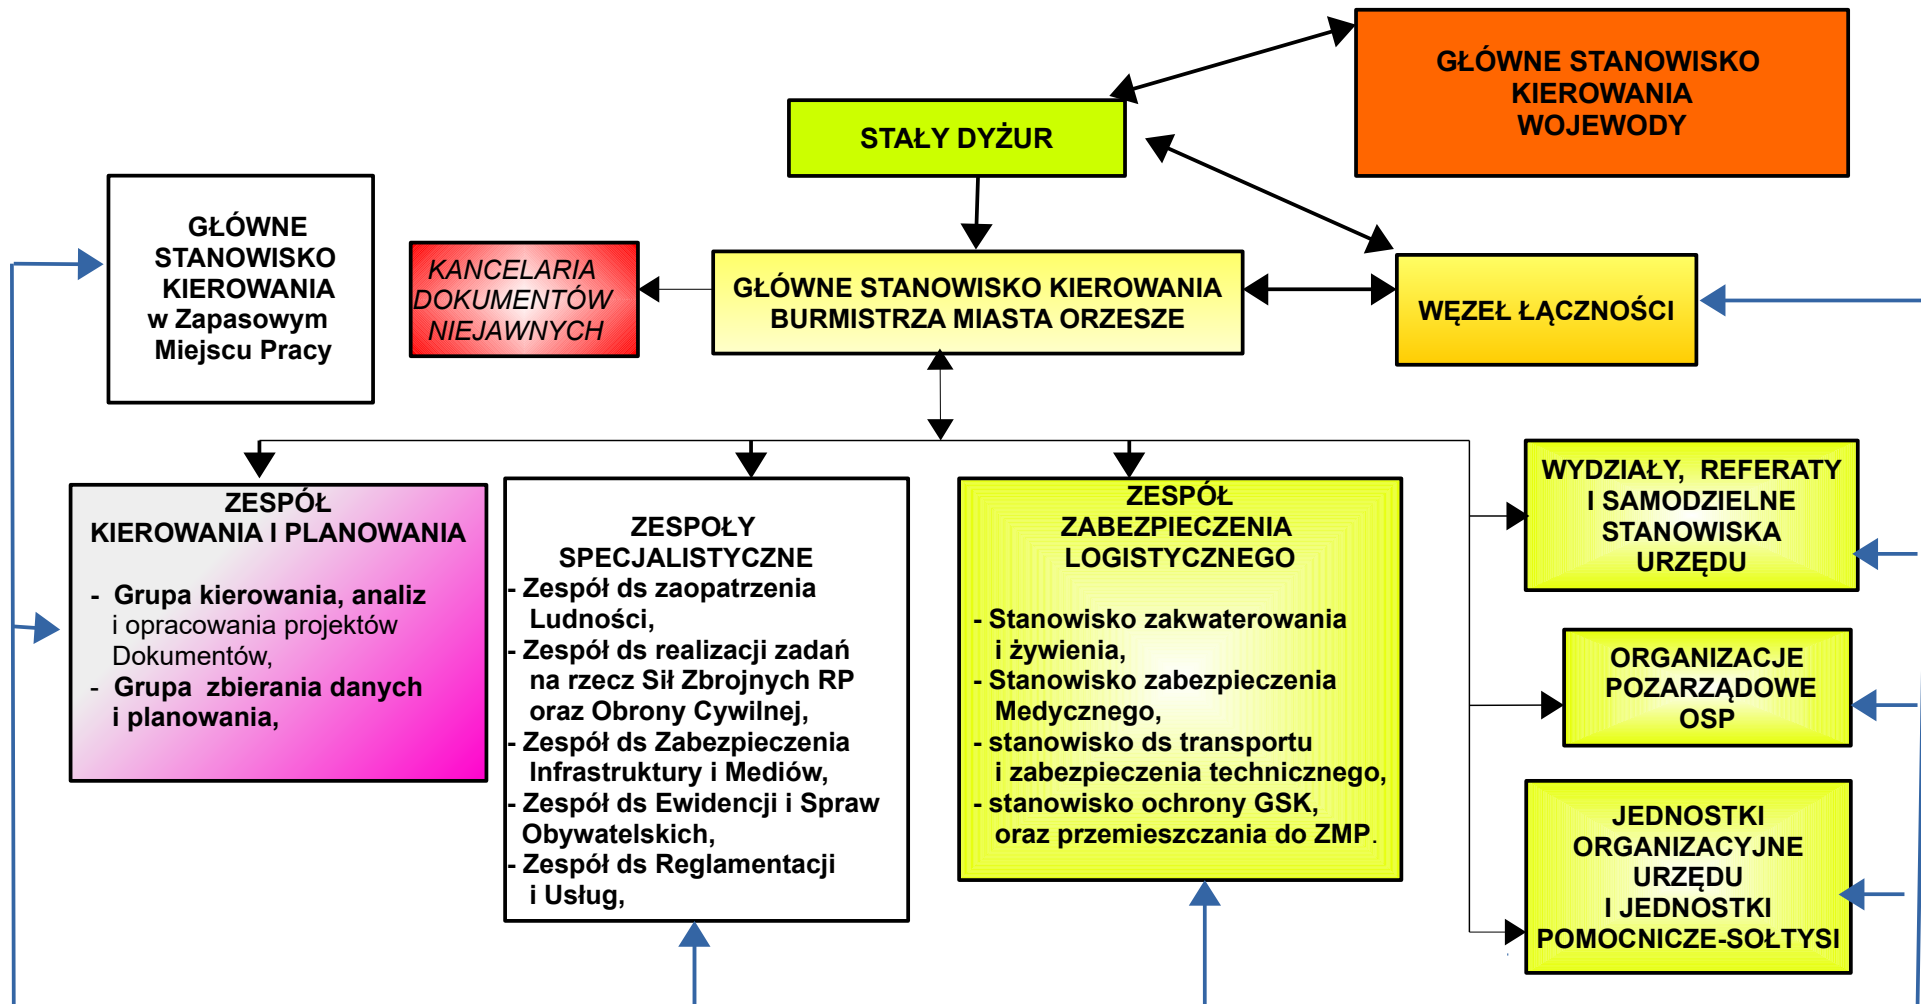 GŁÓWNE STANOWISKO
KIEROWANIA
WOJEWODY
STAŁY DYŻUR
GŁÓWNE
STANOWISKO
KIEROWANIA
w Zapasowym
Miejscu Pracy
KANCELARIA
DOKUMENTÓW
NIEJAWNYCH
GŁÓWNE STANOWISKO KIEROWANIA
BURMISTRZA MIASTA ORZESZE
WĘZEŁ ŁĄCZNOŚCI
ZESPÓŁ
KIEROWANIA I PLANOWANIA
- Grupa kierowania, analiz
i opracowania projektów
Dokumentów,
- Grupa zbierania danych
i planowania,
ZESPOŁY
SPECJALISTYCZNE
- Zespół ds zaopatrzenia
Ludności,
- Zespół ds realizacji zadań
na rzecz Sił Zbrojnych RP
oraz Obrony Cywilnej,
- Zespół ds Zabezpieczenia
Infrastruktury i Mediów,
- Zespół ds Ewidencji i Spraw
Obywatelskich,
- Zespół ds Reglamentacji
i Usług,
ZESPÓŁ
ZABEZPIECZENIA
LOGISTYCZNEGO
- Stanowisko zakwaterowania
i żywienia,
- Stanowisko zabezpieczenia
Medycznego,
- stanowisko ds transportu
i zabezpieczenia technicznego,
- stanowisko ochrony GSK,
oraz przemieszczania do ZMP.
WYDZIAŁY, REFERATY
I SAMODZIELNE
STANOWISKA
URZĘDU
ORGANIZACJE
POZARZĄDOWE
OSP
JEDNOSTKI
ORGANIZACYJNE
URZĘDU
I JEDNOSTKI
POMOCNICZE-SOŁTYSI